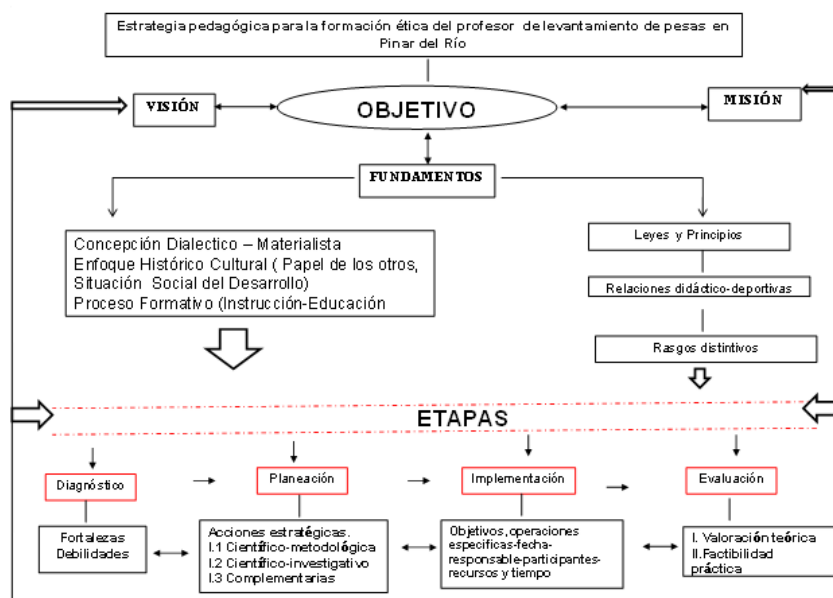 Estrategia pedagógica para la formación ética del profesor de levantamiento de pesas en
Pinar del Río
VISIÓN
OBJETIVO
MISIÓN
FUNDAMENTOS
Concepción Dialectico – Materialista
Enfoque Histórico Cultural ( Papel de los otros,
Situación Social del Desarrollo)
Proceso Formativo (Instrucción-Educación
Leyes y Principios
Relaciones didáctico-deportivas
Rasgos distintivos
ETAPAS
Diagnóstico
Planeación
Implementación
Evaluación
Fortalezas
Debilidades
Acciones estratégicas.
I.1 Científico-metodológica
I.2 Científico-investigativo
I.3 Complementarias
Objetivos, operaciones
especificas-fecha-
responsable-participantes-
recursos y tiempo
I. Valoración teórica
II.Factibilidad
práctica